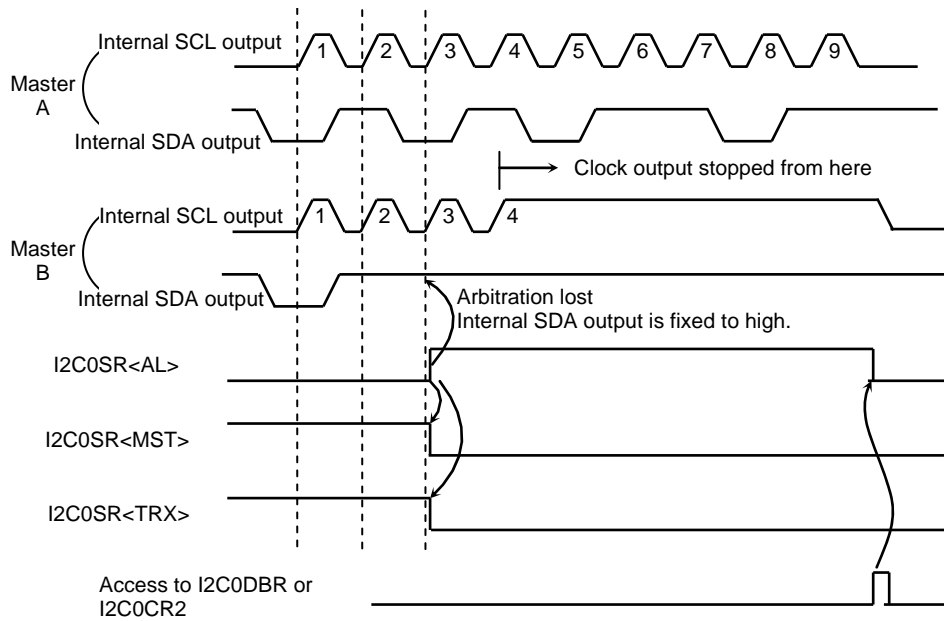 Internal SCL output
1 2 3 4 5 6 7 8 9
Master
A
Internal SDA output
Clock output stopped from here
Internal SCL output
1 2 3 4
Master
B
Internal SDA output
Arbitration lost
Internal SDA output is fixed to high.
I2C0SR<AL>
I2C0SR<MST>
I2C0SR<TRX>
Access to I2C0DBR or
I2C0CR2